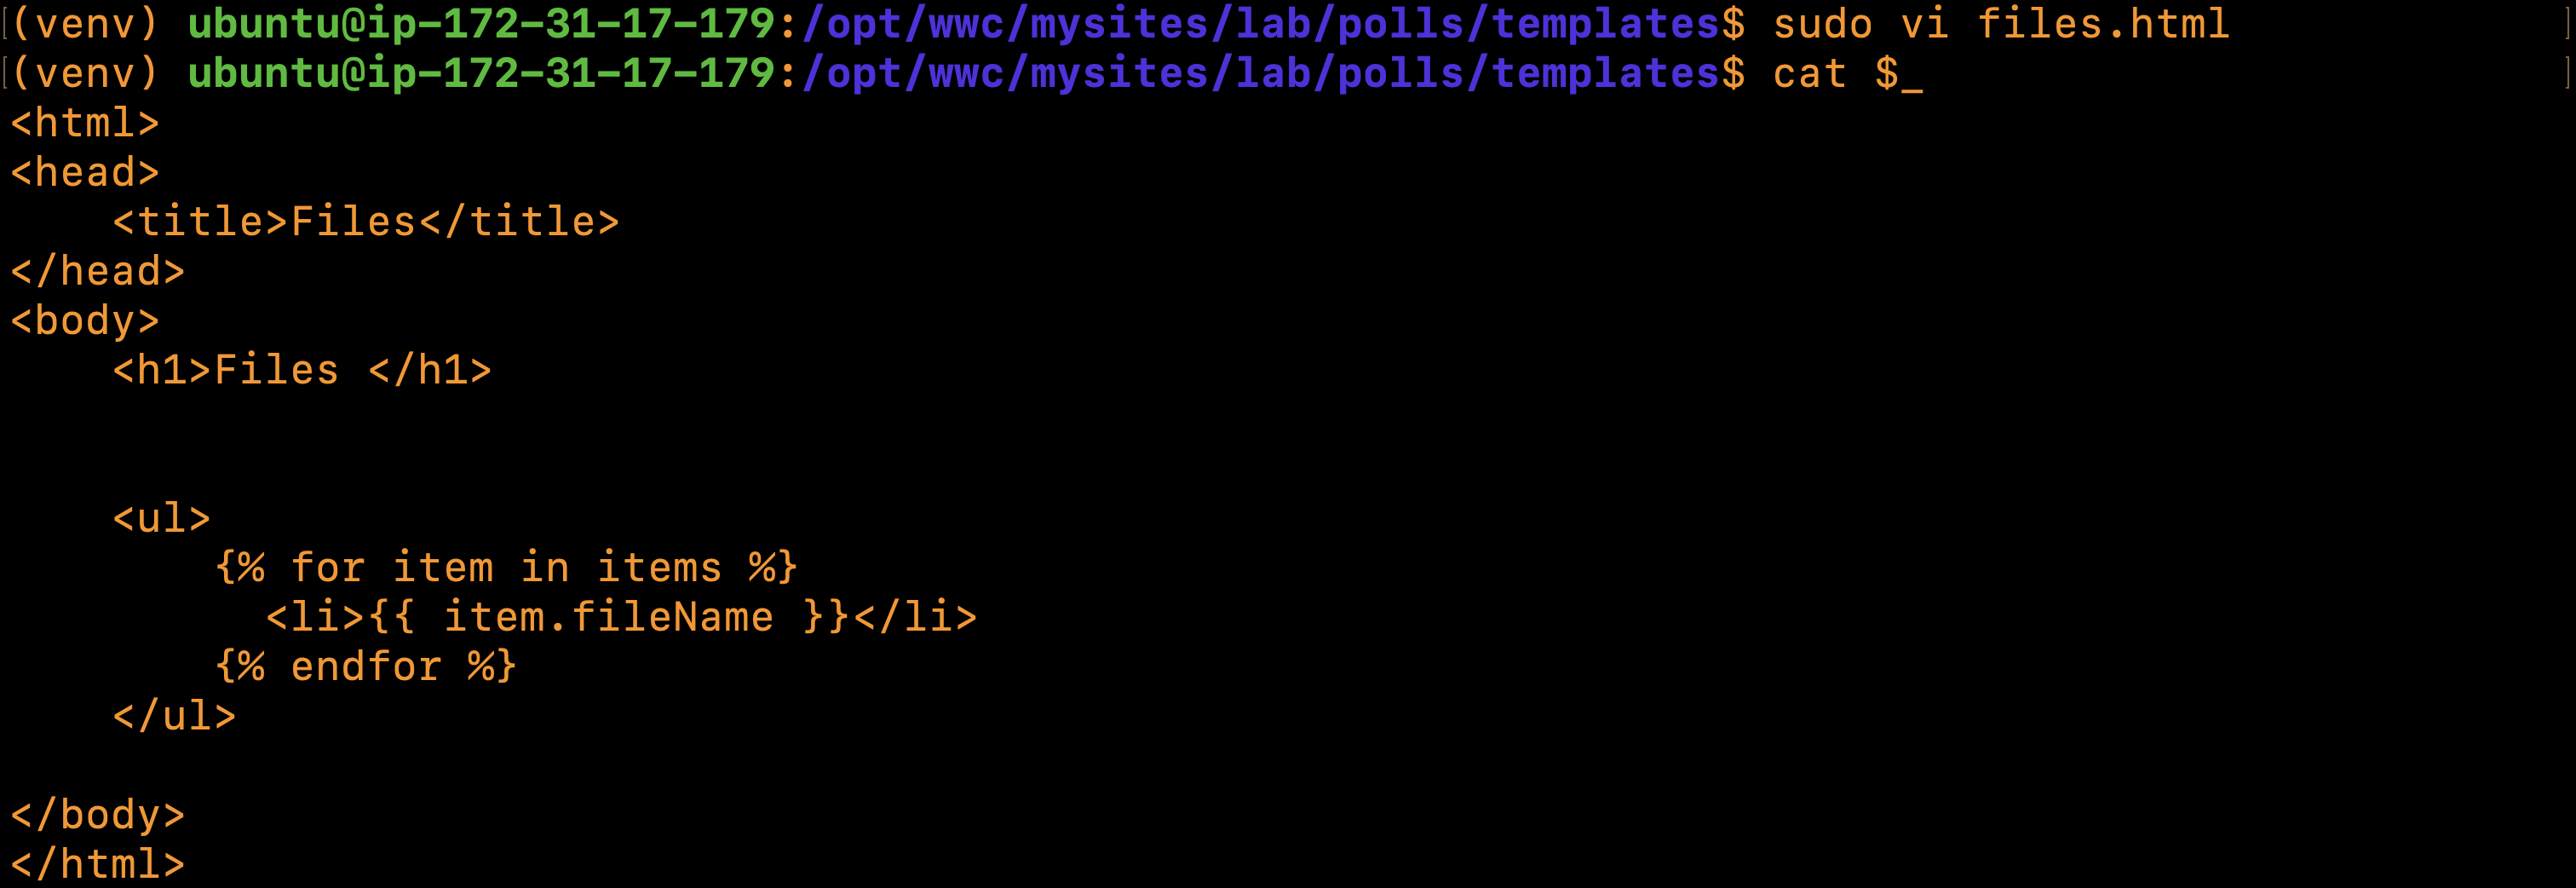 (venv) ubuntu@ip-172-31-17-179:/opt/wwc/mysites/lab/polls/templates$ sudo vi files.html
(venv) ubuntu@ip-172-31-17-179:/opt/wwc/mysites/lab/polls/templates$ cat $_
<html>
<head>
    <title>Files</title>
</head>
<body>
    <h1>Files </h1>
    <ul>
        {% for item in items %}
          <li>{{ item.fileName }}</li>
        {% endfor %}
    </ul>
</body>
</html>